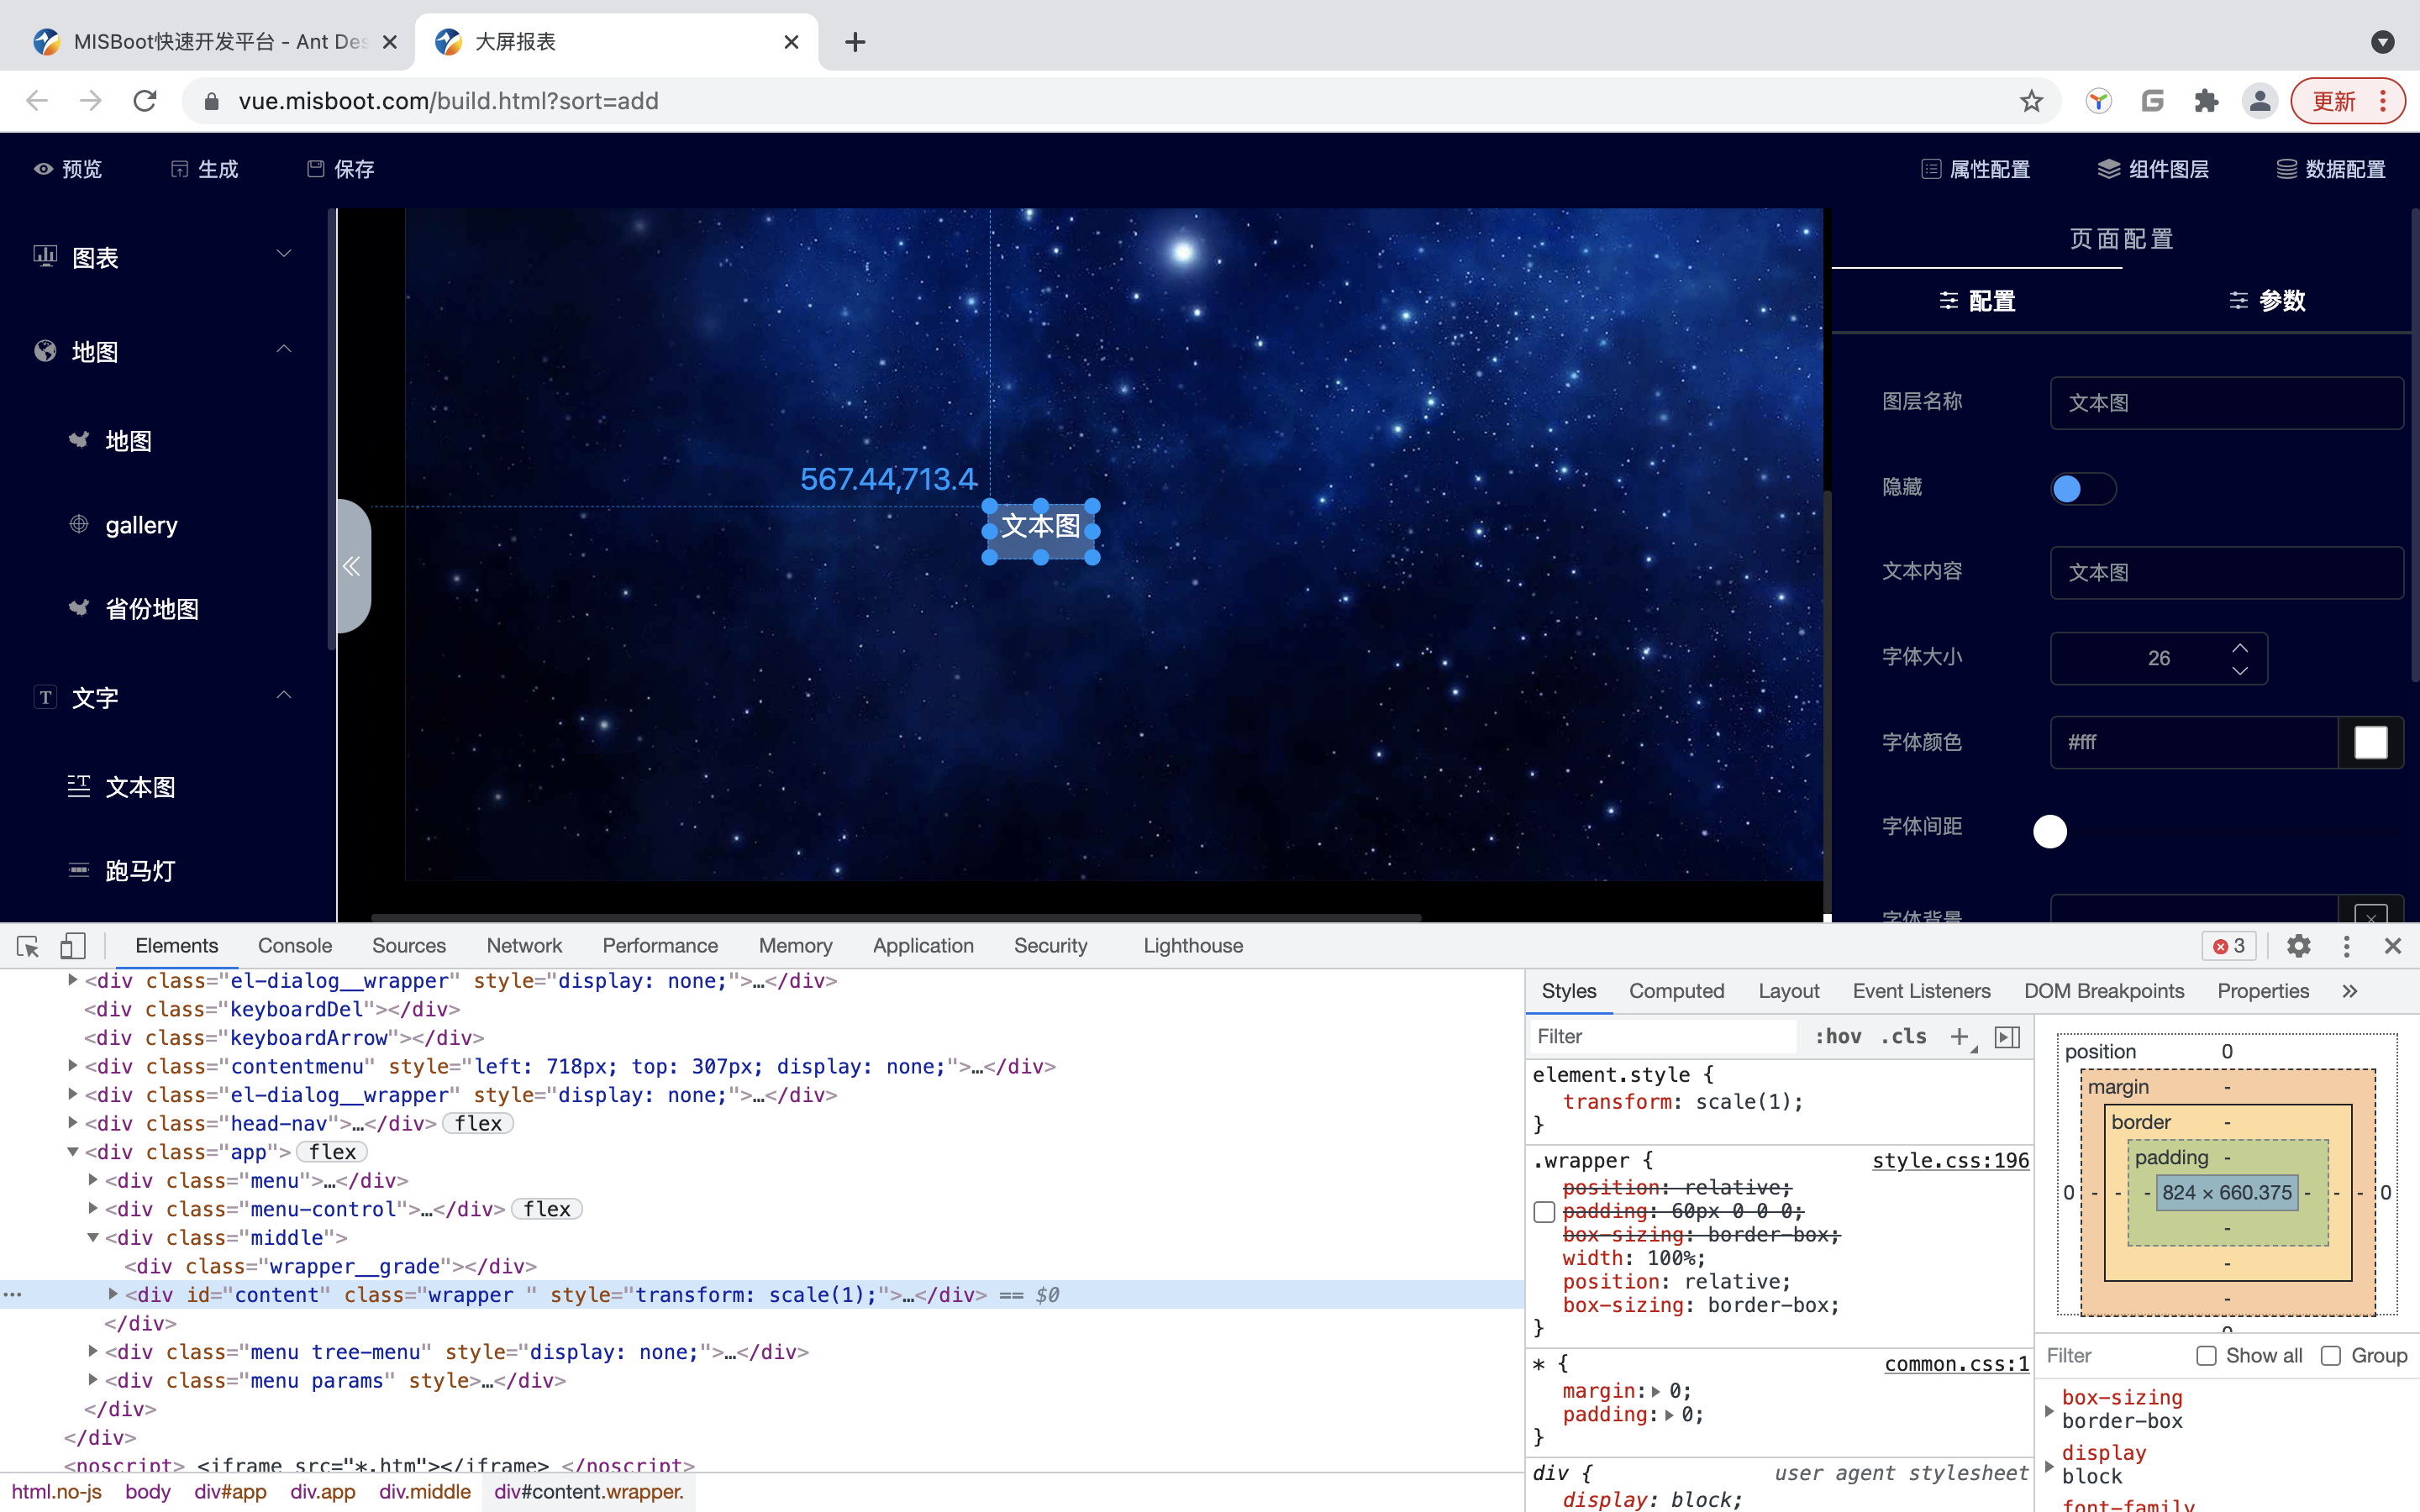 MISBoot快速开发平台 - Ant Des
大屏报表
vue.misboot.com/build.html?sort=add
更新
预览
生成
保存
属性配置
组件图层
数据配置
图表
地图
地图
gallery
省份地图
文字
文本图
跑马灯
567.44,713.4
文本图
页面配置
配置
参数
图层名称
文本图
隐藏
文本内容
文本图
字体大小
26
字体颜色
#fff
字体间距
字体背景
Elements Console Sources Network Performance Memory Application Security Lighthouse
3
<div class="el-dialog__wrapper" style="display: none;">…</div>
<div class="keyboardDel"></div>
<div class="keyboardArrow"></div>
<div class="contentmenu" style="left: 718px; top: 307px; display: none;">…</div>
<div class="el-dialog__wrapper" style="display: none;">…</div>
<div class="head-nav">…</div> flex
<div class="app"> flex
<div class="menu">…</div>
<div class="menu-control">…</div> flex
<div class="middle">
<div class="wrapper__grade"></div>
<div id="content" class="wrapper " style="transform: scale(1);">…</div> == $0
</div>
<div class="menu tree-menu" style="display: none;">…</div>
<div class="menu params" style>…</div>
</div>
</div>
<noscript> <iframe src="*.htm"></iframe> </noscript>
html.no-js body div#app div.app div.middle div#content.wrapper.
Styles Computed Layout Event Listeners DOM Breakpoints Properties
Filter
:hov .cls
element.style {
transform: scale(1);
}
.wrapper { style.css:196
position: relative;
padding: 60px 0 0 0;
box-sizing: border-box;
width: 100%;
position: relative;
box-sizing: border-box;
}
* { common.css:1
margin: 0;
padding: 0;
}
div { user agent stylesheet
display: block;
position 0
margin -
border -
padding -
0 - - - 824 × 660.375 - - - 0
-
-
-
0
Filter Show all Group
box-sizing
border-box
display
block
font-family